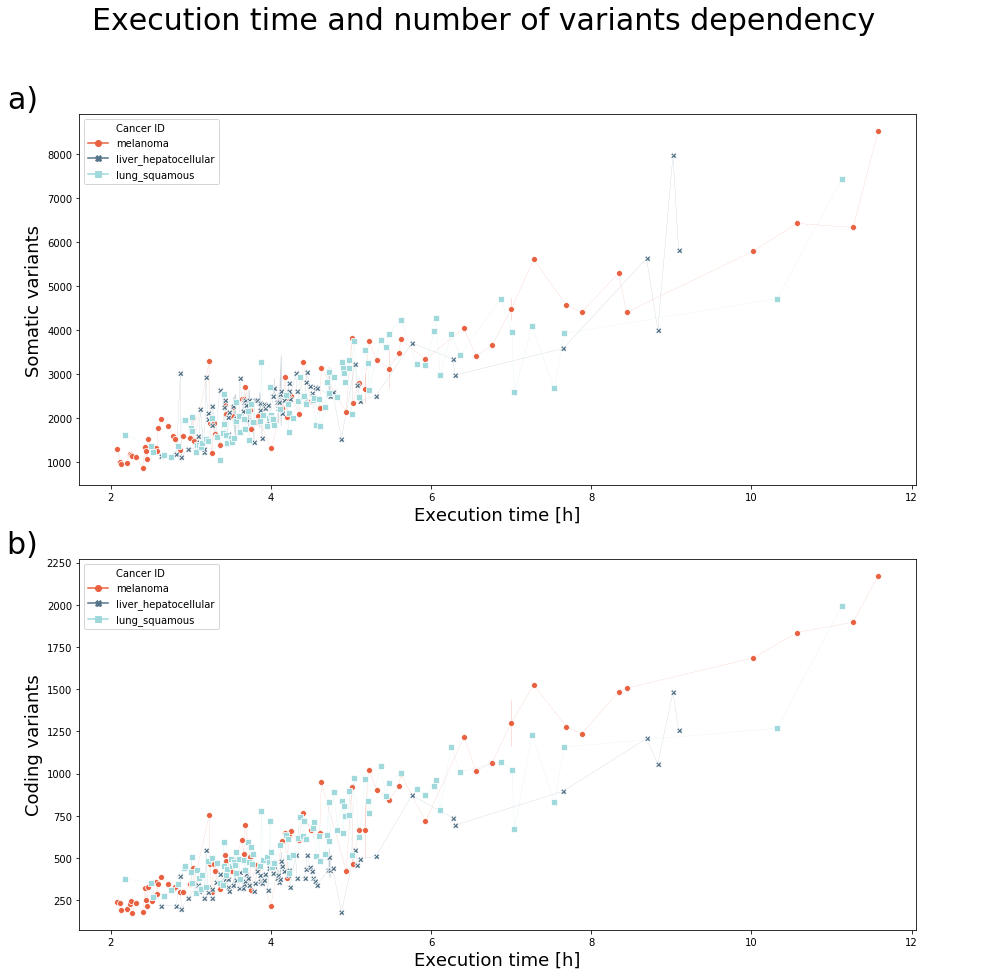 Execution time and number of variants dependency
a)
Cancer ID
melanoma
liver_hepatocellular
lung_squamous
8000
7000
6000
5000
4000
3000
2000
1000
Somatic variants
2 4 6 8 10 12
Execution time [h]
b)
Cancer ID
melanoma
liver_hepatocellular
lung_squamous
2250
2000
1750
1500
1250
1000
750
500
250
Coding variants
2 4 6 8 10 12
Execution time [h]